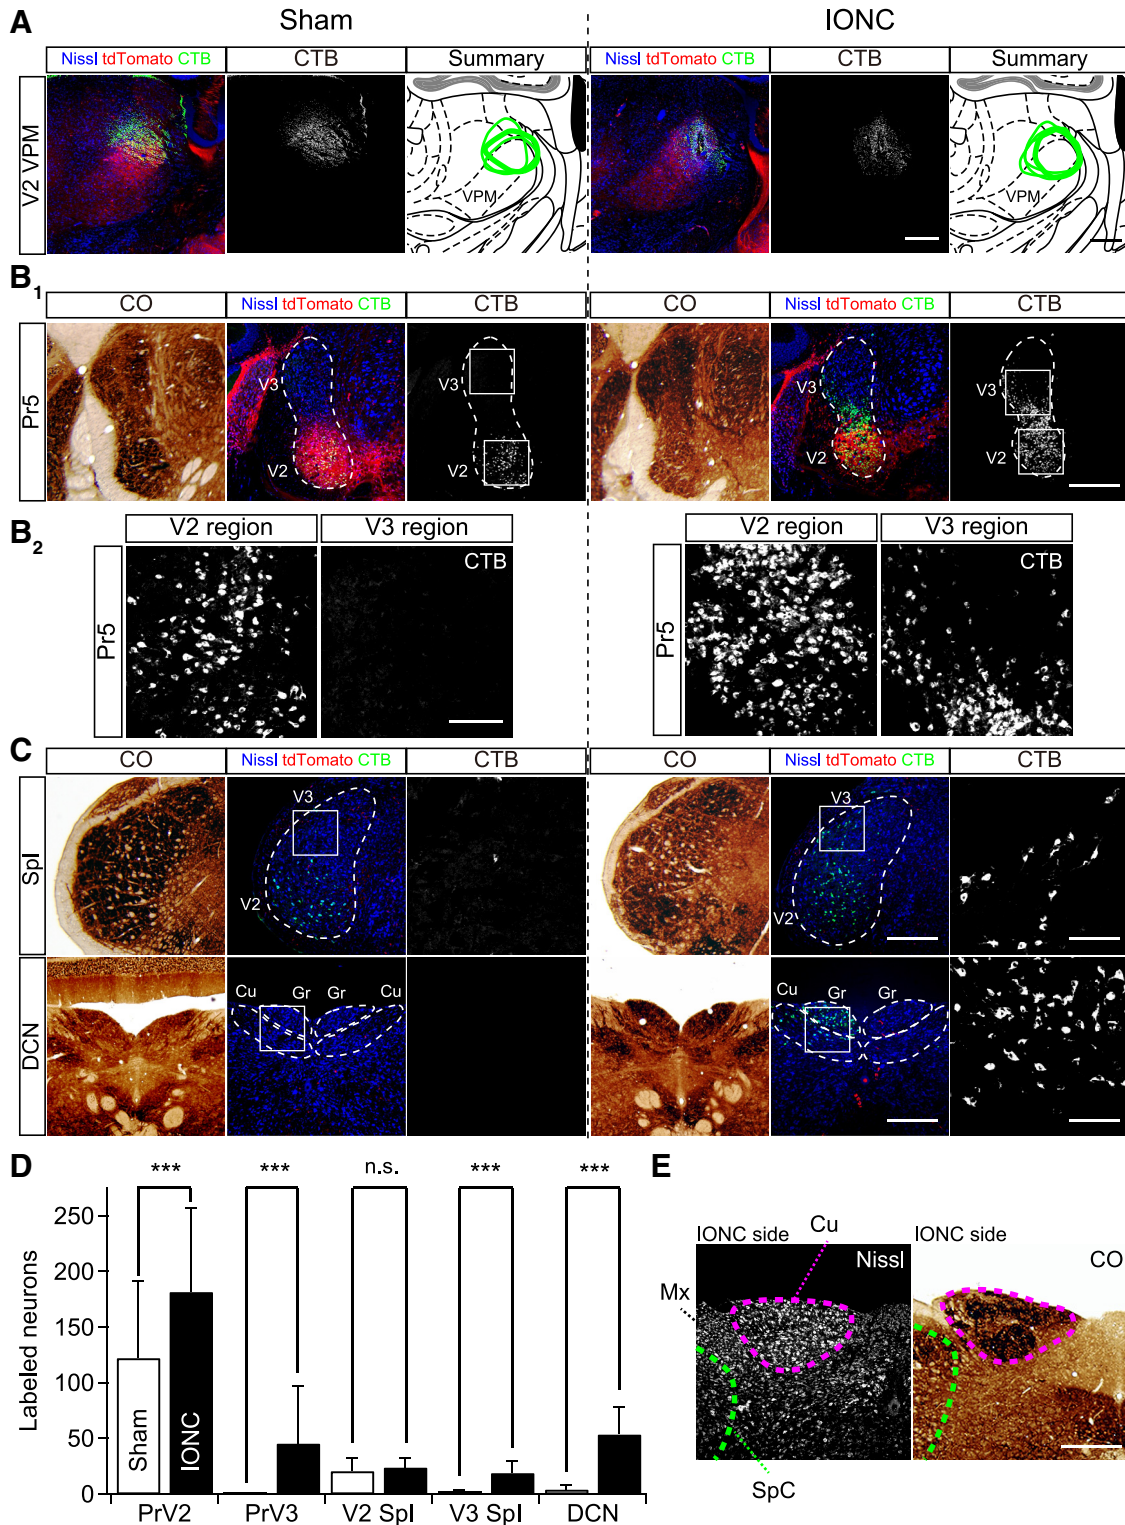 A
Sham
IONC
Nissl tdTomato CTB
CTB
Summary
Nissl tdTomato CTB
CTB
Summary
V2 VPM
VPM
VPM
B1
CO
Nissl tdTomato CTB
CTB
CO
Nissl tdTomato CTB
CTB
Pr5
V3
V2
V3
V2
V3
V2
V3
V2
B2
V2 region
V3 region
V2 region
V3 region
Pr5
CTB
Pr5
CTB
C
CO
Nissl tdTomato CTB
CTB
CO
Nissl tdTomato CTB
CTB
SpI
V3
V2
V3
V2
DCN
Cu
Gr
Gr
Cu
Cu
Gr
Gr
D
***
***
n.s.
***
***
Labeled neurons
250
200
150
100
50
0
Sham
IONC
PrV2
PrV3
V2 SpI
V3 SpI
DCN
E
IONC side
Cu
IONC side
Nissl
CO
Mx
SpC